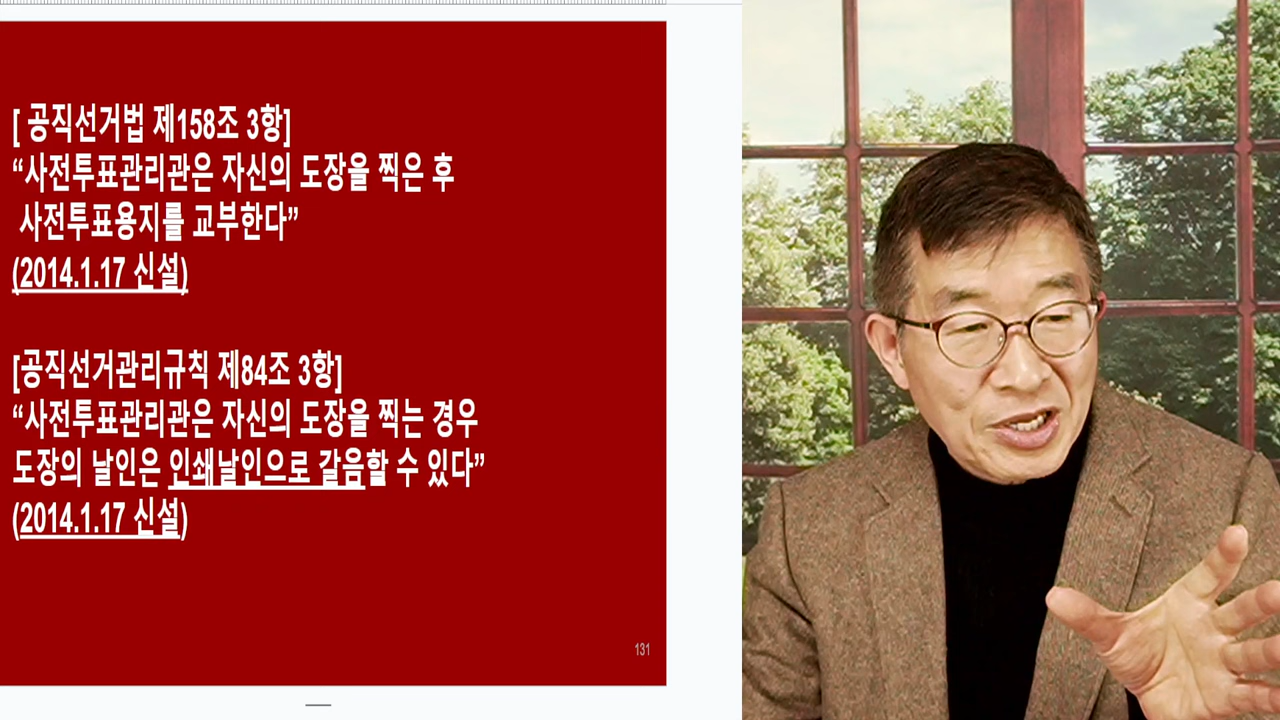 [ 공직선거법 제158조 3항]
“사전투표관리관은 자신의 도장을 찍은 후
사전투표용지를 교부한다”
(2014.1.17 신설)
[공직선거관리규칙 제84조 3항]
“사전투표관리관은 자신의 도장을 찍는 경우
도장의 날인은 인쇄날인으로 갈음할 수 있다”
(2014.1.17 신설)
131